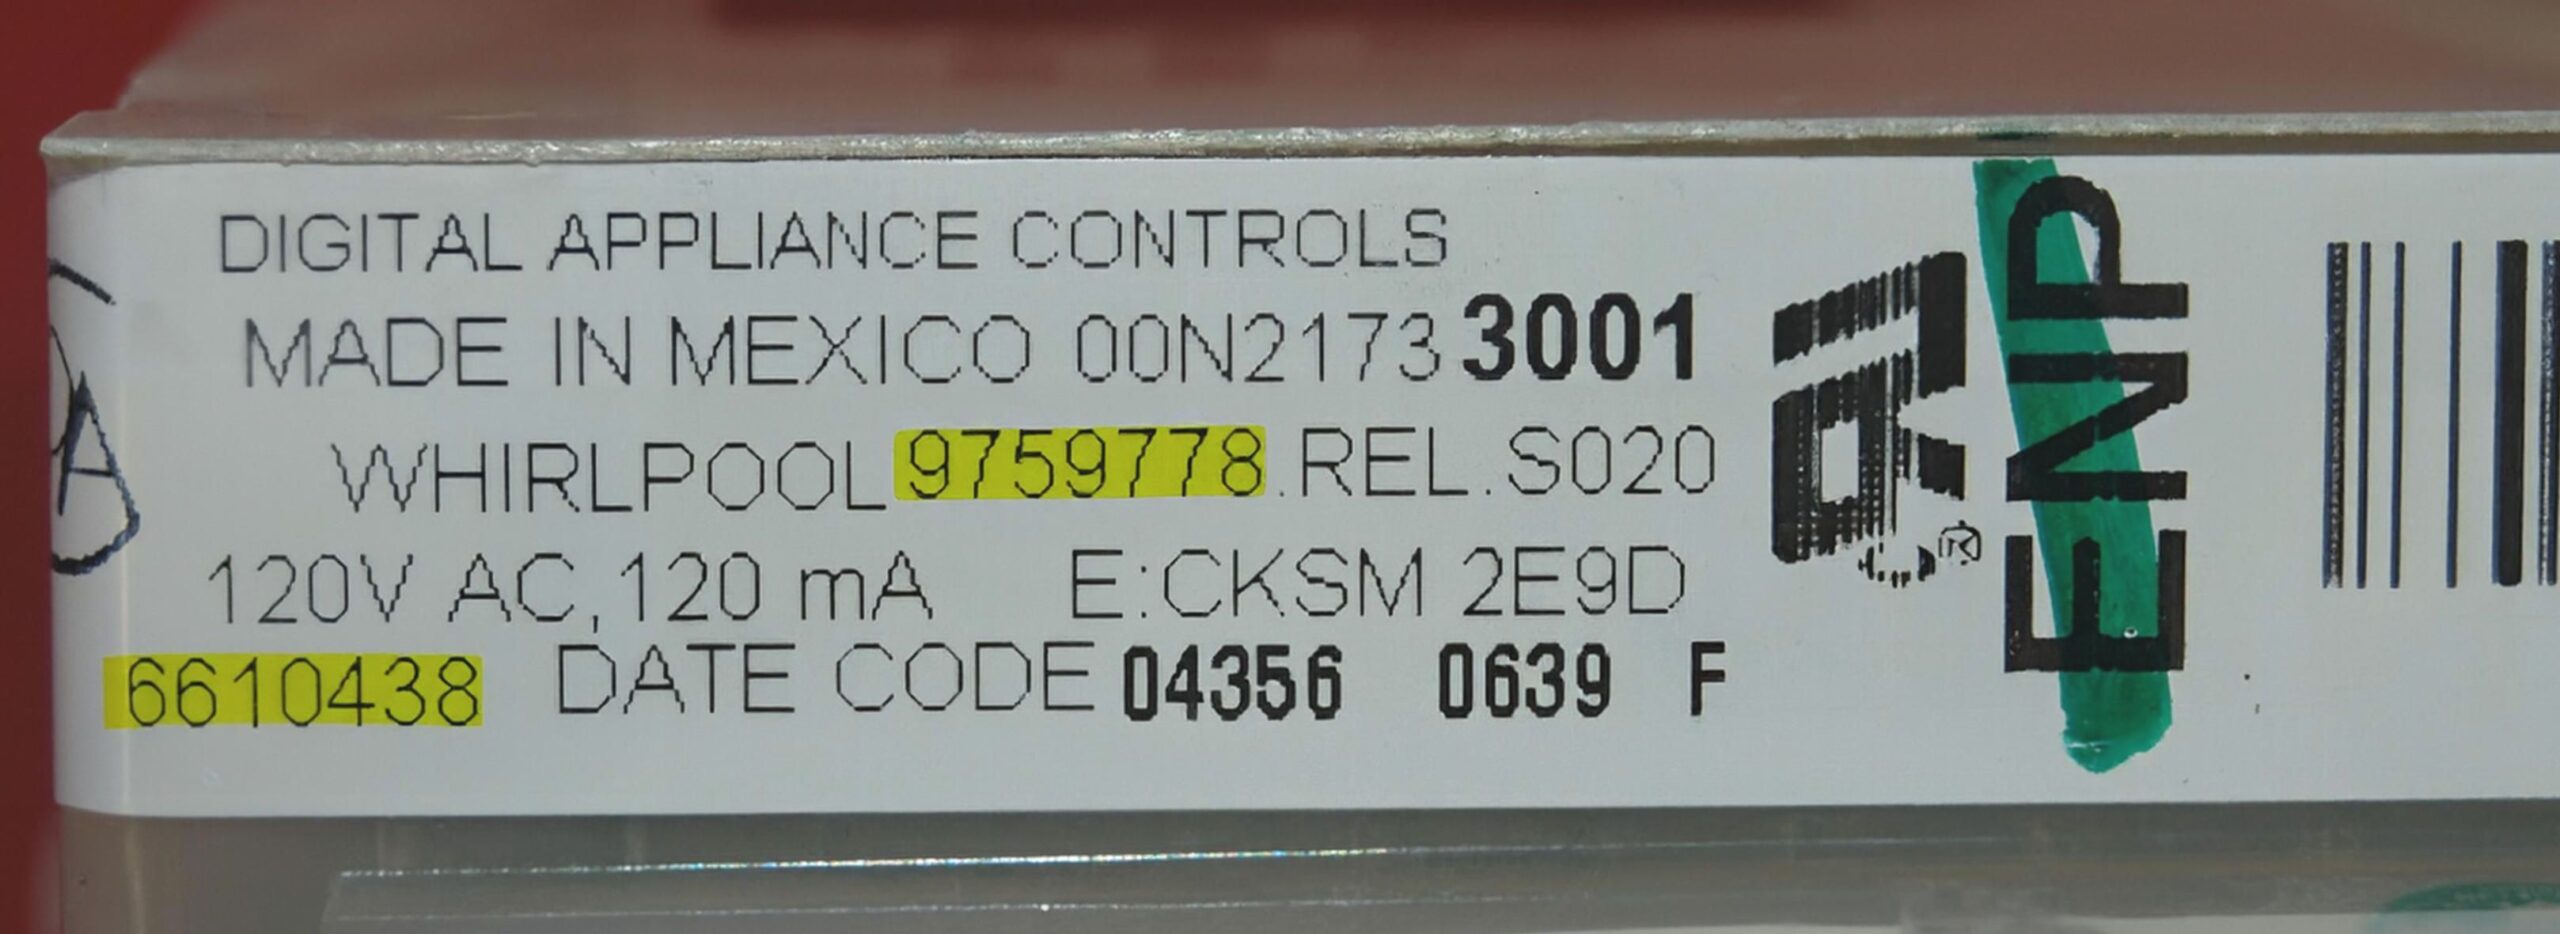 DIGITAL APPLIANCE CONTROLS
MADE IN MEXICO 00N2173 3001
WHIRLPOOL 9759778.REL.S020
120V AC, 120 mA E:CKSM 2E9D
6610438 DATE CODE 04356 0639 F
ENP